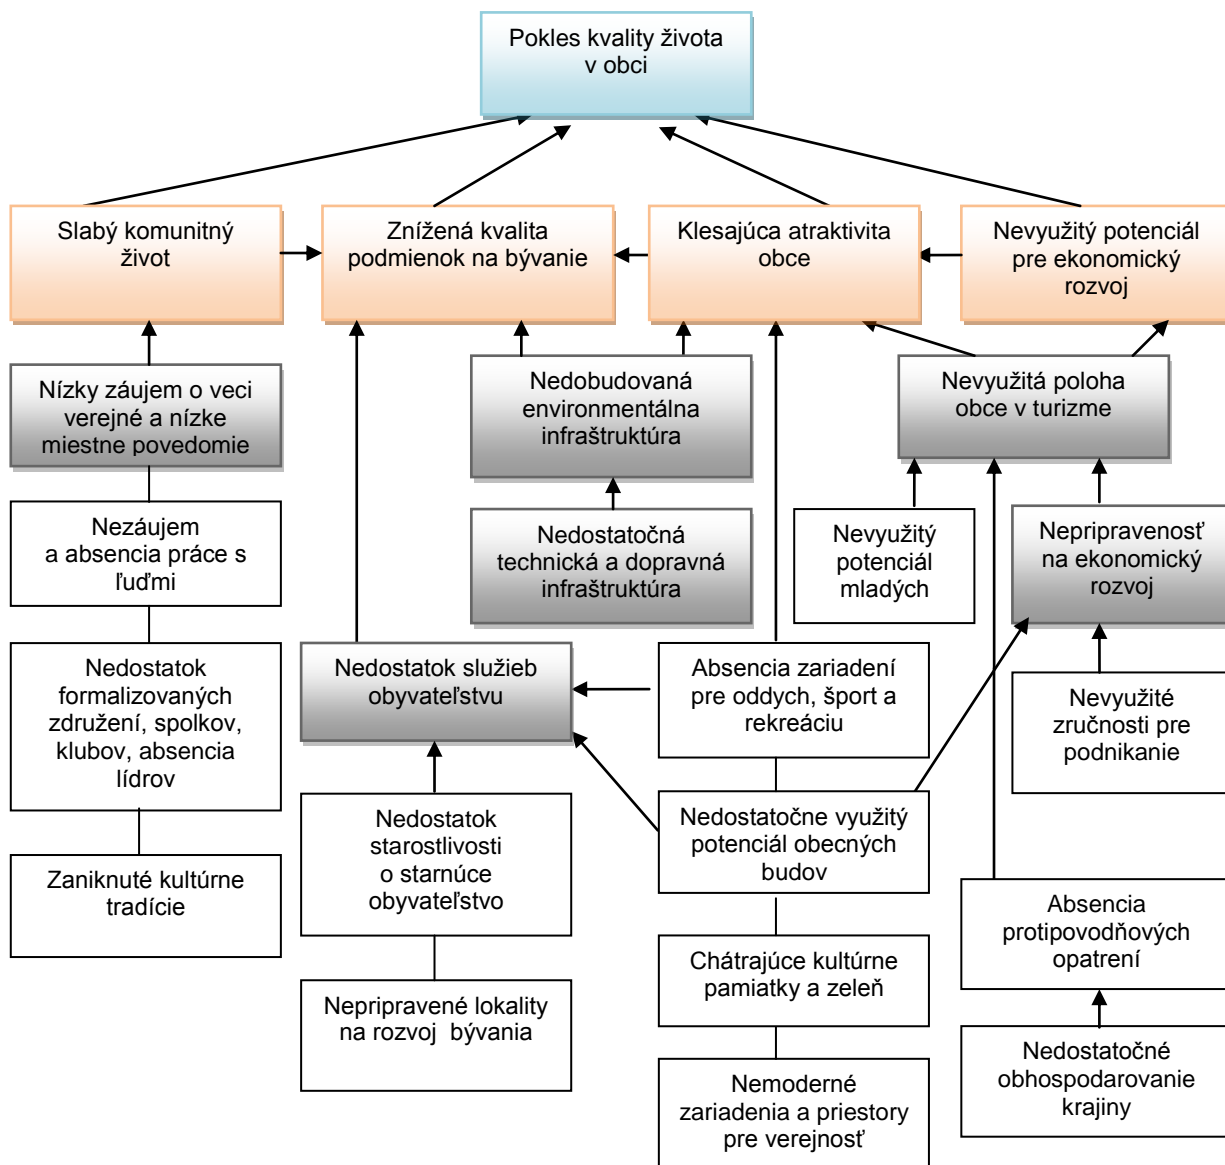 Pokles kvality života
v obci
Slabý komunitný
život
Znížená kvalita
podmienok na bývanie
Klesajúca atraktivita
obce
Nevyužitý potenciál
pre ekonomický
rozvoj
Nízky záujem o veci
verejné a nízke
miestne povedomie
Nedobudovaná
environmentálna
infraštruktúra
Nevyužitá poloha
obce v turizme
Nezáujem
a absencia práce s
ľuďmi
Nedostatočná
technická a dopravná
infraštruktúra
Nevyužitý
potenciál
mladých
Nepripravenosť
na ekonomický
rozvoj
Nedostatok
formalizovaných
združení, spolkov,
klubov, absencia
lídrov
Nedostatok služieb
obyvateľstvu
Absencia zariadení
pre oddych, šport a
rekreáciu
Nevyužité
zručnosti pre
podnikanie
Nedostatok
starostlivosti
o starnúce
obyvateľstvo
Nedostatočne využitý
potenciál obecných
budov
Zaniknuté kultúrne
tradície
Absencia
protipovodňových
opatrení
Chátrajúce kultúrne
pamiatky a zeleň
Nepripravené lokality
na rozvoj  bývania
Nedostatočné
obhospodarovanie
krajiny
Nemoderné
zariadenia a priestory
pre verejnosť